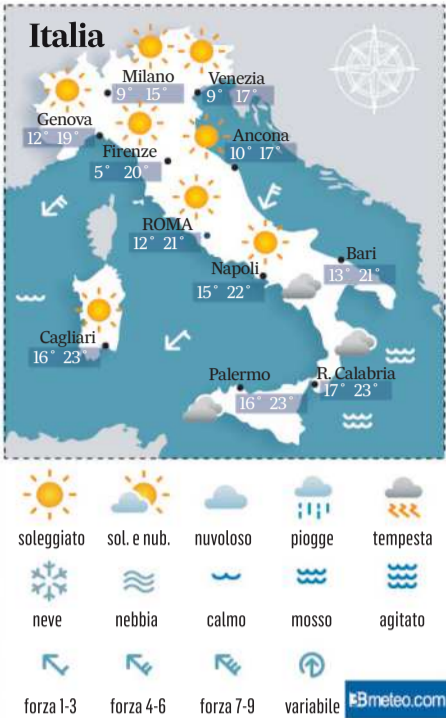 Italia
Milano
9° 15°
Venezia
9° 17°
Genova
12° 19°
Firenze
5° 20°
Ancona
10° 17°
ROMA
12° 21°
Napoli
15° 22°
Bari
13° 21°
Cagliari
16° 23
Palermo
16° 23°
R. Calabria
17° 23°
soleggiato sol. e nub. nuvoloso piogge tempesta
neve nebbia calmo mosso agitato
forza 1-3 forza 4-6 forza 7-9 variabile
3Bmeteo.com